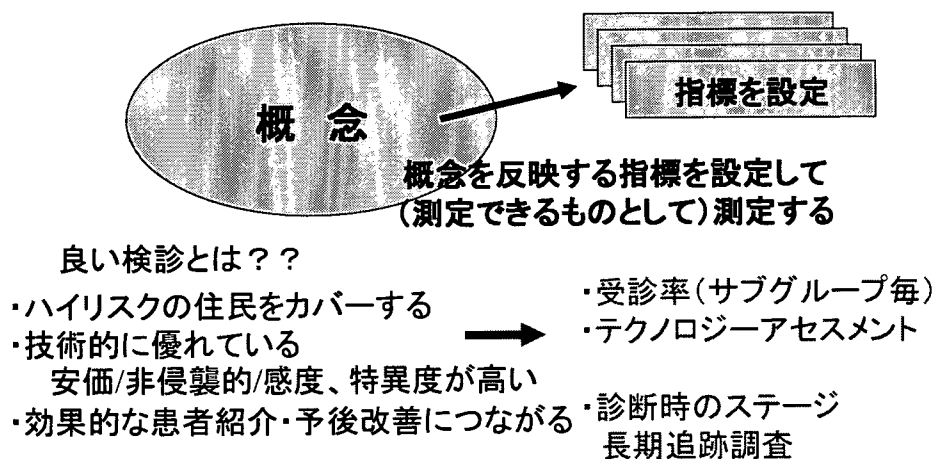 概 念
指標を設定
概念を反映する指標を設定して
(測定できるものとして)測定する
良い検診とは？？
・ハイリスクの住民をカバーする
・技術的に優れている
安価/非侵襲的/感度、特異度が高い
・効果的な患者紹介・予後改善につながる
・受診率(サブグループ毎)
・テクノロジーアセスメント
・診断時のステージ
長期追跡調査